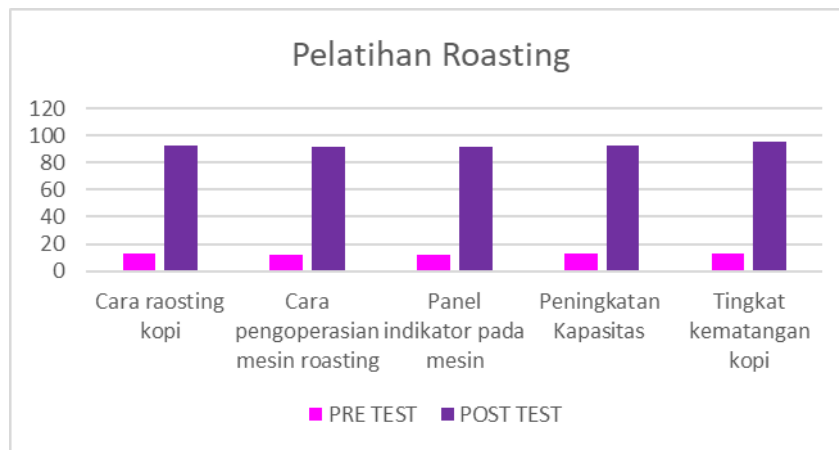 Pelatihan Roasting
120
100
80
60
40
20
0
Cara raosting
kopi
Cara
pengoperasian
mesin roasting
Panel
indikator pada
mesin
Peningkatan
Kapasitas
Tingkat
kematangan
kopi
PRE TEST
POST TEST